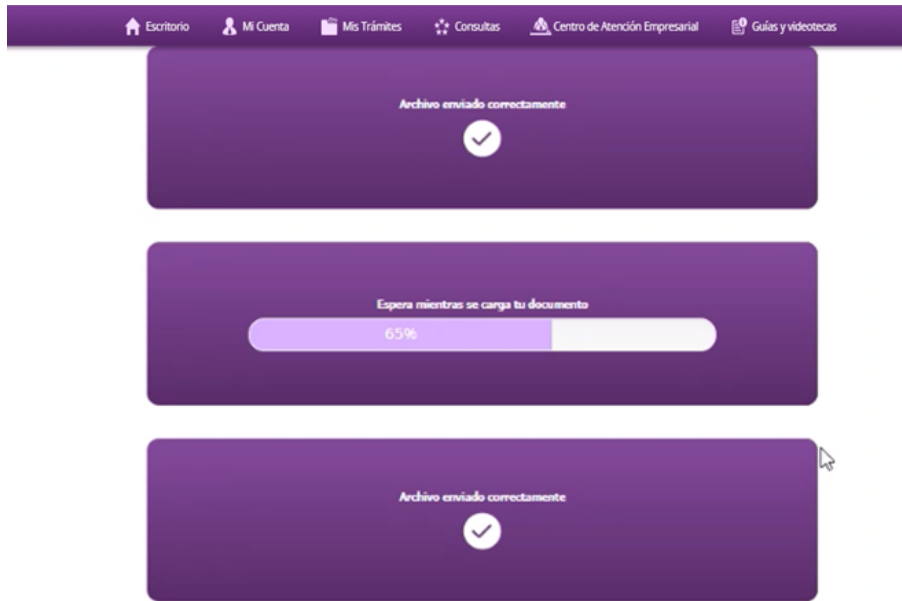 Escritorio Mi Cuenta Mis Trámites Consultas Centro de Atención Empresarial Guías y videotecas
Archivo enviado correctamente
Espera mientras se carga tu documento
65%
Archivo enviado correctamente